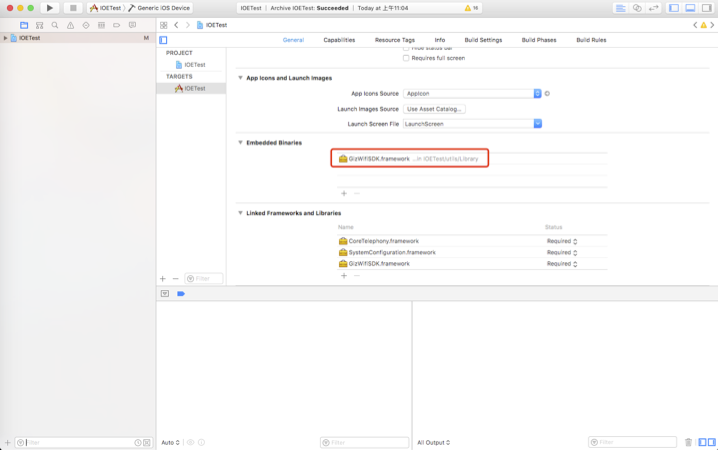 IOETest
Generic iOS Device
IOETest | Archive IOETest: Succeeded | Today at 上午11:04
16
IOETest
M
IOETest
General
Capabilities
Resource Tags
Info
Build Settings
Build Phases
Build Rules
PROJECT
IOETest
TARGETS
IOETest
Hide status bar
Requires full screen
App Icons and Launch Images
App Icons Source
AppIcon
Launch Images Source
Use Asset Catalog...
Launch Screen File
LaunchScreen
Embedded Binaries
GizWifiSDK.framework
...in IOETest/utils/Library
Linked Frameworks and Libraries
Name
Status
CoreTelephony.framework
Required
SystemConfiguration.framework
Required
GizWifiSDK.framework
Required
Filter
Filter
Auto
Filter
All Output
Filter